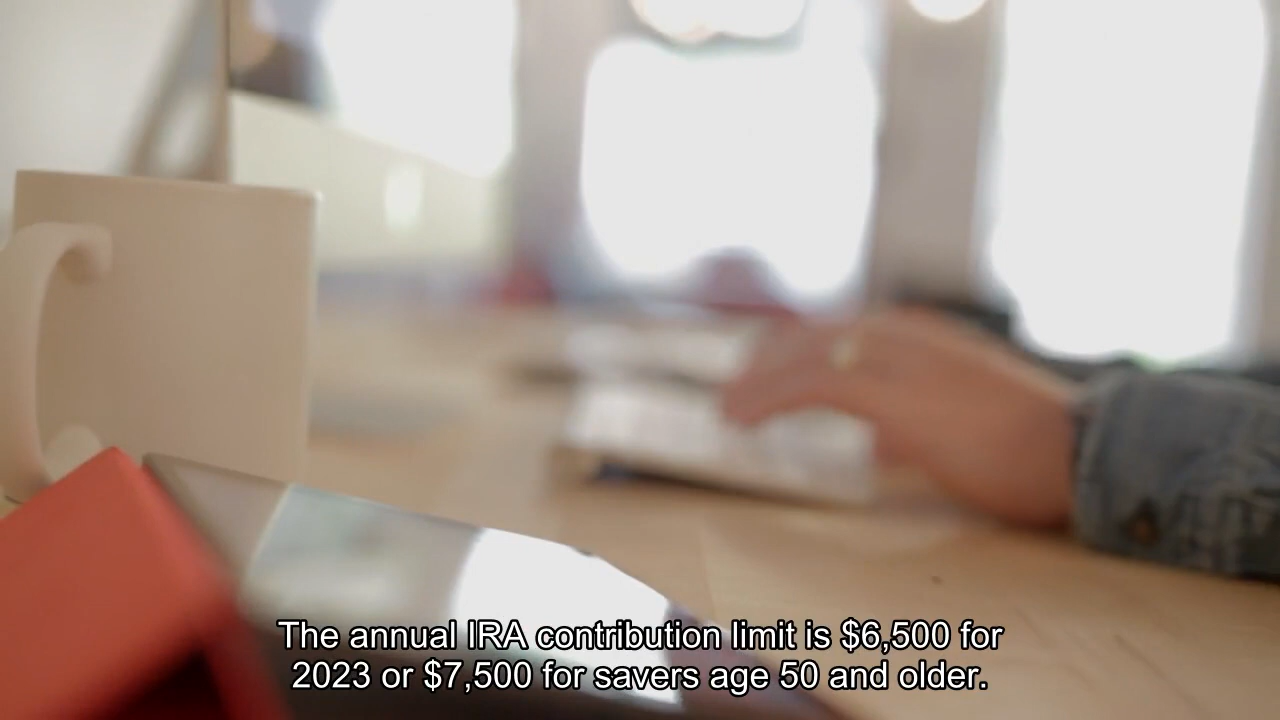 The annual IRA contribution limit is $6,500 for
2023 or $7,500 for savers age 50 and older.